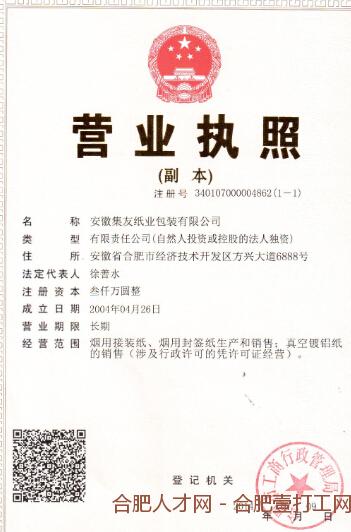 营业执照
(副 本)
注册号 340107000004862(1-1)
名 称 安徽集友纸业包装有限公司
类 型 有限责任公司(自然人投资或控股的法人独资)
住 所 安徽省合肥市经济技术开发区方兴大道6888号
法定代表人 徐善水
注册资本 叁仟万圆整
成立日期 2004年04月26日
营业期限 长期
经营范围 烟用接装纸、烟用封签纸生产和销售;真空镀铝纸
的销售(涉及行政许可的凭许可证经营)。
工商行政管理局
登记机关
年 月 日
合肥人才网 - 合肥壹打工网